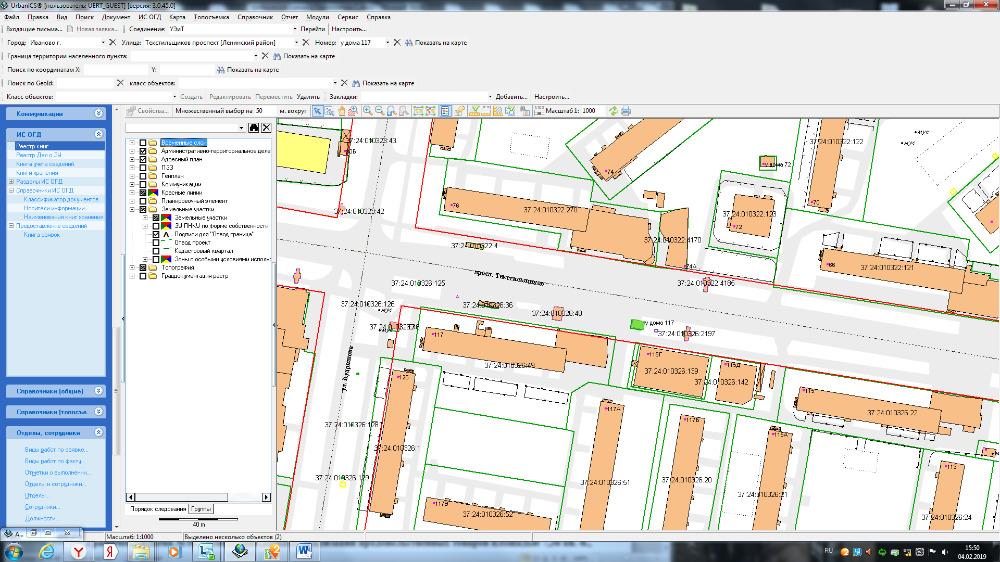 UrbaniCS® [пользователь: UERT_GUEST] [версия: 3.0.45.0]
Файл Правка Вид Поиск Документ ИС ОГД Карта Топосъемка Справочник Отчет Модули Сервис Справка
Входящие письма... Новая заявка... Соединение: УЭиТ Перейти Настроить...
Город: Иваново г. Улица: Текстильщиков проспект [Ленинский район] Номер: у дома 117 Показать на карте
Граница территории населенного пункта: Показать на карте
Поиск по координатам X: Y: Показать на карте
Поиск по GeoId: класс объектов: Показать на карте
Класс объектов: Создать Редактировать Переместить Удалить Закладки: Добавить... Настроить...
Свойства... Множественный выбор на 50 м. вокруг 1:100 Масштаб 1: 1000
Коммуникации
ИС ОГД
Реестр книг
Реестр Дел о ЗУ
Книга учета сведений
Книги хранения
Разделы ИС ОГД
Справочники ИС ОГД
Классификатор документов
Носители информации
Наименования книг хранения
Предоставление сведений
Книга заявок
Справочники (общие)
Справочники (топосъе...
Отделы, сотрудники
Виды работ по заявке...
Виды работ по факту...
Отметки о выполнении...
Отделы и сотрудники...
Отделы...
Сотрудники...
Должности...
Временные слои
Административно-территориальное деле
Адресный план
ПЗЗ
Генплан
Коммуникации
Красные линии
Планировочный элемент
Земельные участки
Земельные участки
ЗУ ПНКУ по форме собственности
А Подписи для "Отвод граница"
Отвод проект
Кадастровый квартал
Зоны с особыми условиями исполь:
Топография
Граддокументация растр
Порядок следования Группы
40 m
37:24:010323:43
37:24:010322:122
мус
мус
у дома 72
74
70
37:24:010323:42
76
37:24:010322:270
37:24:010322:123
72
37:24:010322:4
37:24:010322:4170
74А
66
37:24:010322:121
просп. Текстильщиков
37:24:010326:125
37:24:010322:4185
37:24:010326:126
мус
37:24:010326:36
37:24:010326:48
у дома 117
37:24:010326:2197
117
115Г
37:24:010326:49
37:24:010326:139
115Д
37:24:010326:142
ул. Кудряшова
125
115
37:24:010326:22
117А
117Б
115А
37:24:010326:128
37:24:010326:1
37:24:010326:129
37:24:010326:51
37:24:010326:20
37:24:010326:21
113
117В
37:24:010326:52
37:24:010326:24
А...
Масштаб: 1:1000 Выделено несколько объектов (2)
RU
15:50
04.02.2019